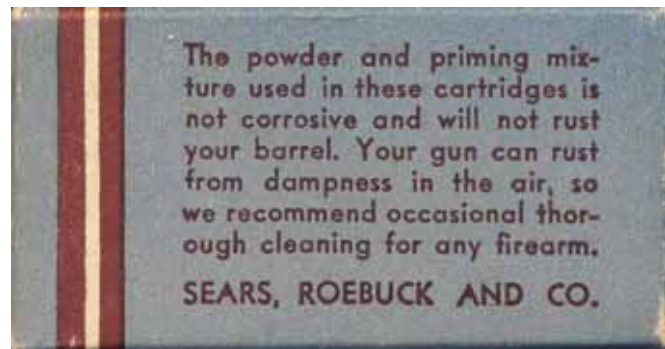 The powder and priming mix-
ture used in these cartridges is
not corrosive and will not rust
your barrel. Your gun can rust
from dampness in the air, so
we recommend occasional thor-
ough cleaning for any firearm.
SEARS, ROEBUCK AND CO.